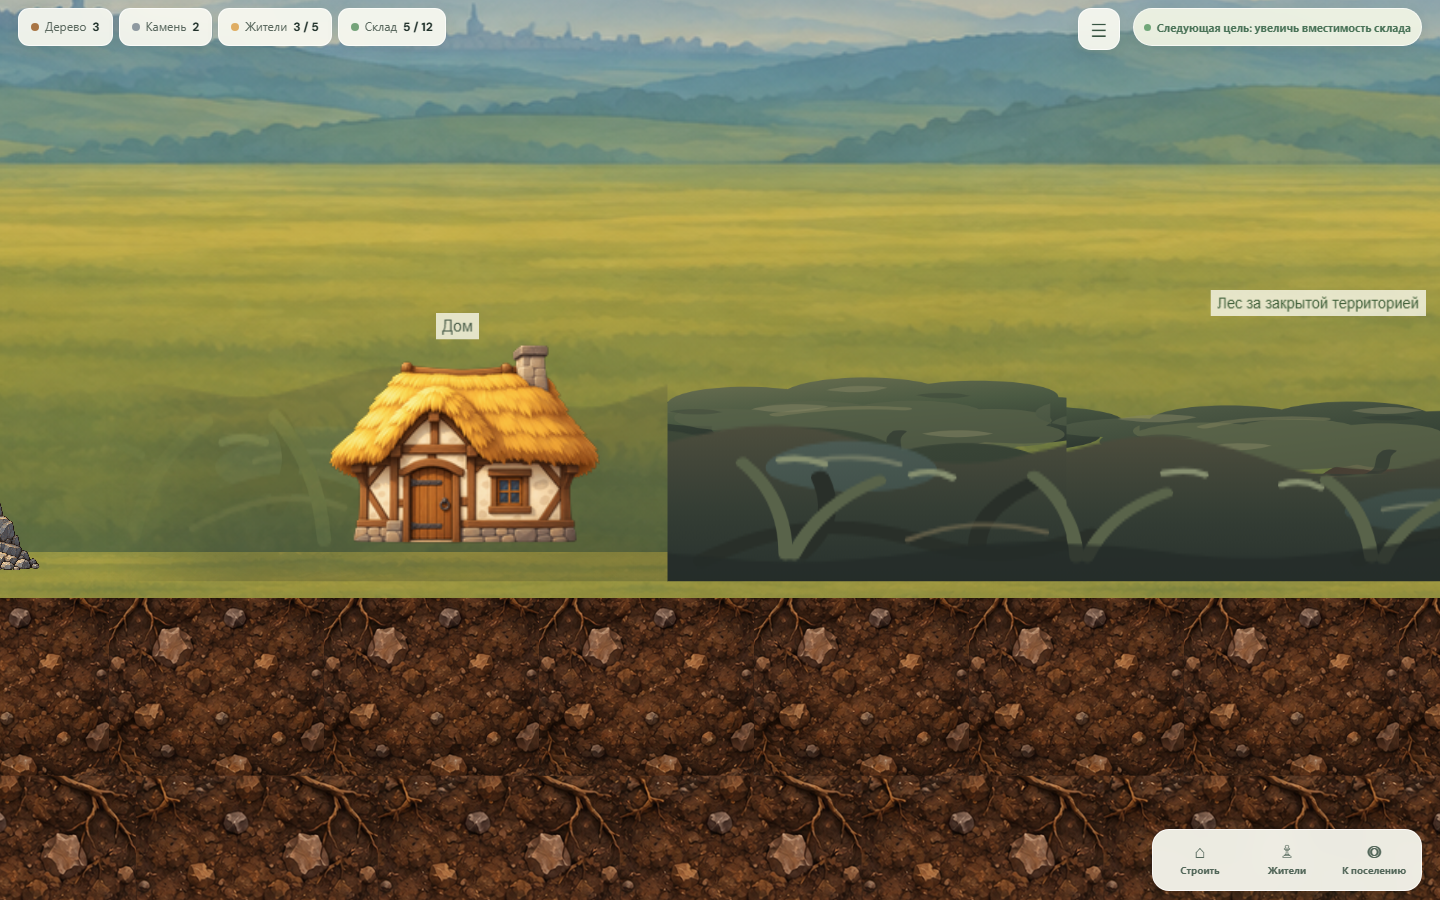 Дерево 3
Камень 2
Жители 3 / 5
Склад 5 / 12
Следующая цель: увеличь вместимость склада
Лес за закрытой территорией
Дом
Строить
Жители
К поселению